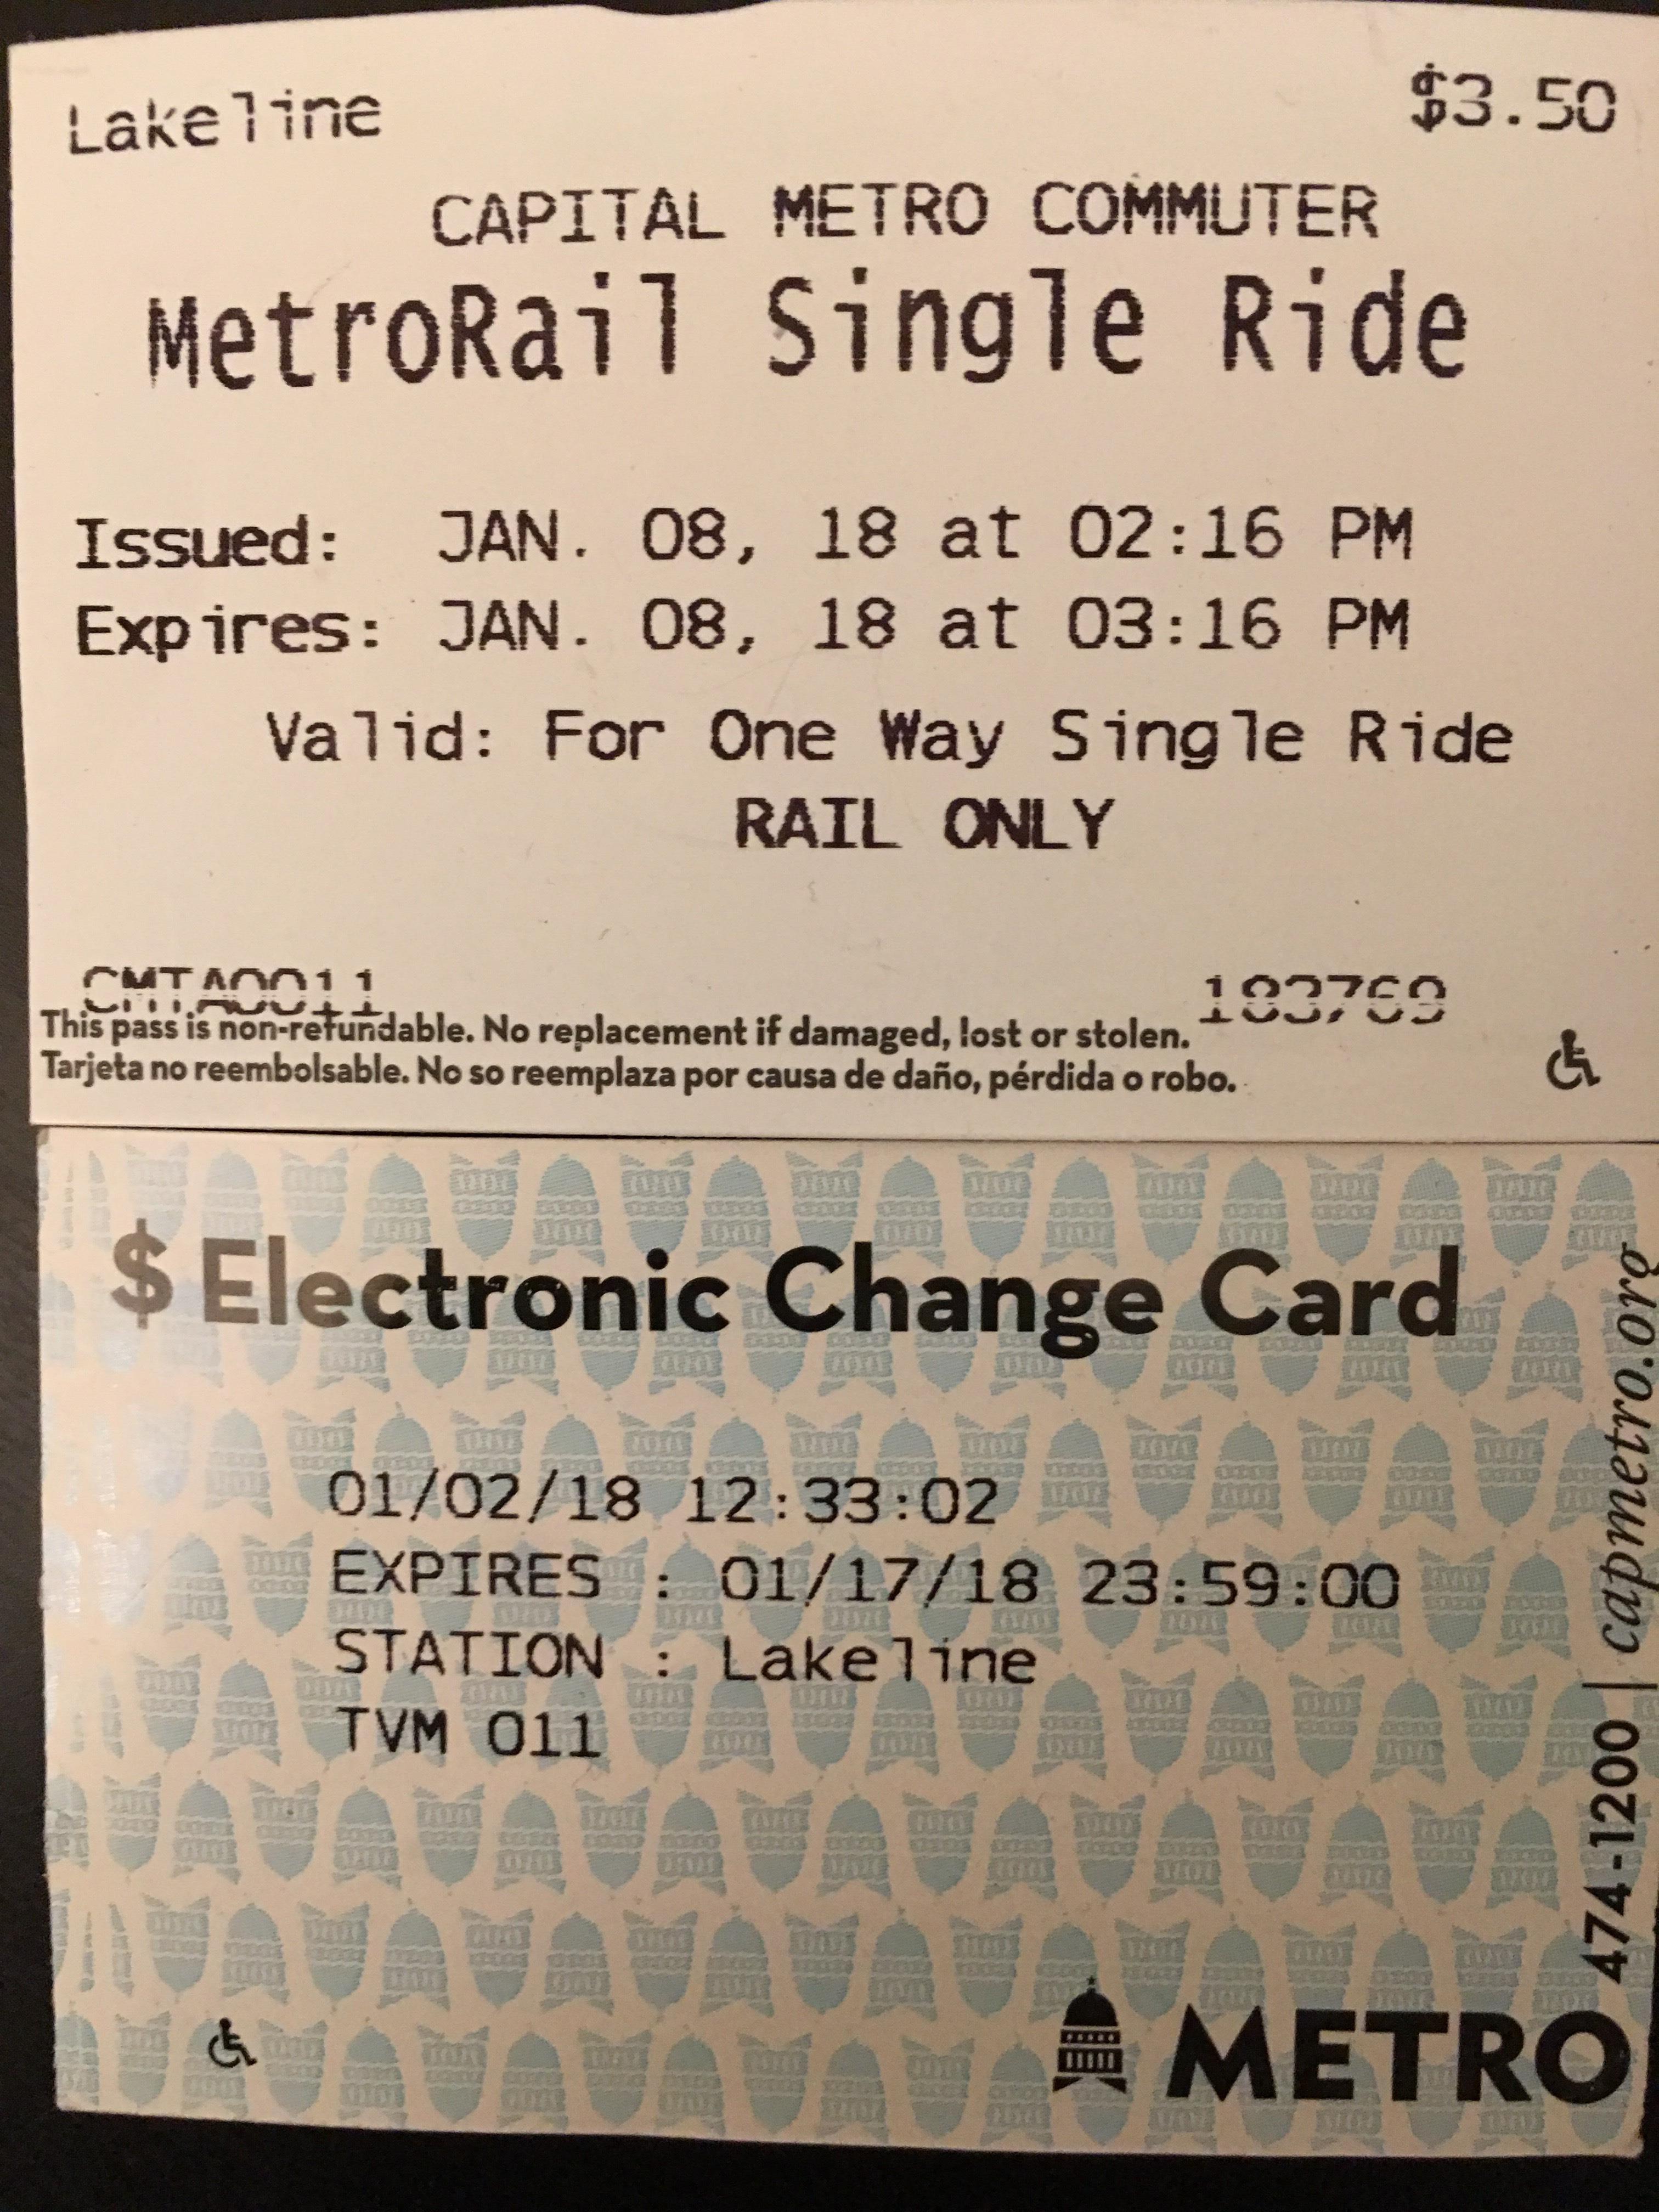 Lakeline $3.50
CAPITAL METRO COMMUTER
MetroRail Single Ride
Issued: JAN. 08, 18 at 02:16 PM
Expires: JAN. 08, 18 at 03:16 PM
Valid: For One Way Single Ride
RAIL ONLY
CMTA0011 183769
This pass is non-refundable. No replacement if damaged, lost or stolen.
Tarjeta no reembolsable. No so reemplaza por causa de daño, pérdida o robo.
$ Electronic Change Card
01/02/18 12:33:02
EXPIRES : 01/17/18 23:59:00
STATION : Lakeline
TVM 011
474-1200 | capmetro.org
METRO